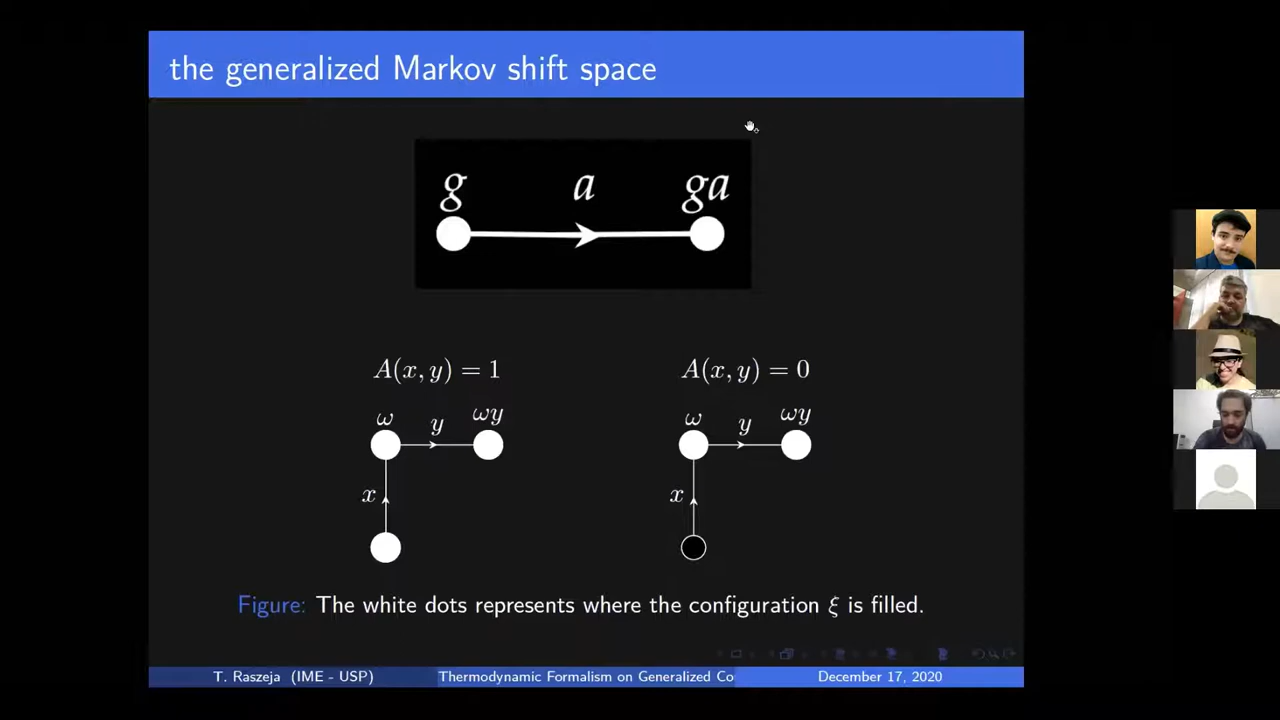 the generalized Markov shift space
g a ga
A(x, y) = 1 A(x, y) = 0
ω y ωy ω y ωy
x x
Figure: The white dots represents where the configuration ξ is filled.
T. Raszeja (IME - USP) Thermodynamic Formalism on Generalized Co December 17, 2020